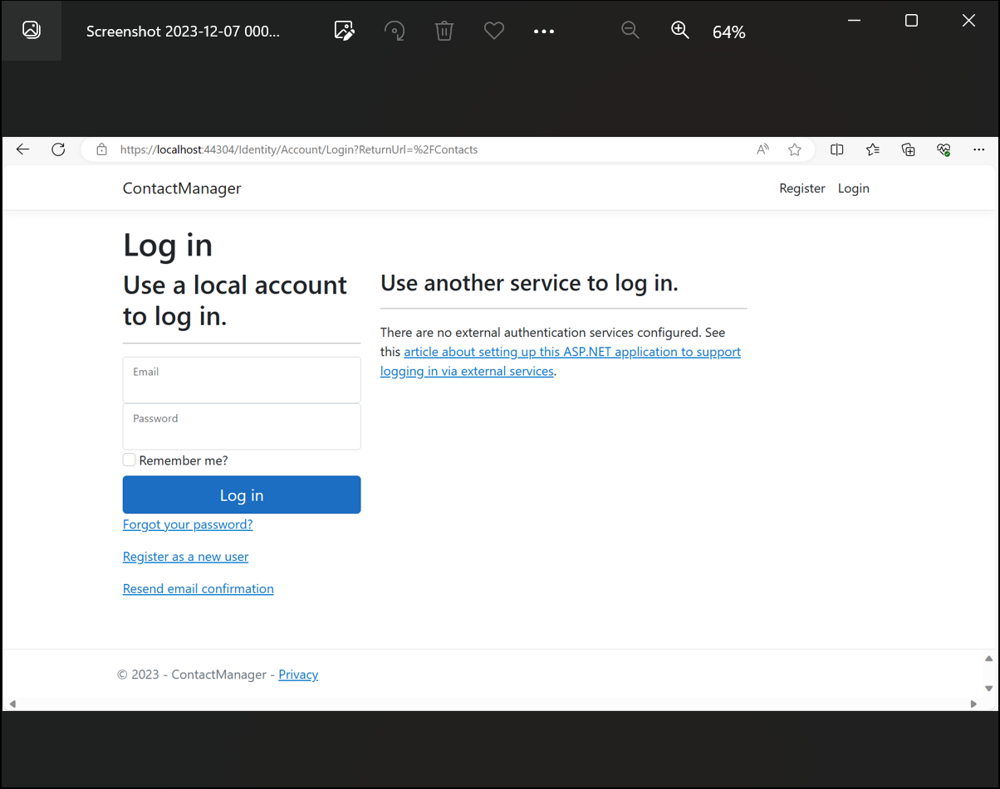 Screenshot 2023-12-07 000...
64%
https://localhost:44304/Identity/Account/Login?ReturnUrl=%2FContacts
ContactManager
Register Login
Log in
Use a local account
to log in.
Email
Password
Remember me?
Log in
Forgot your password?
Register as a new user
Resend email confirmation
Use another service to log in.
There are no external authentication services configured. See
this article about setting up this ASP.NET application to support
logging in via external services.
© 2023 - ContactManager - Privacy